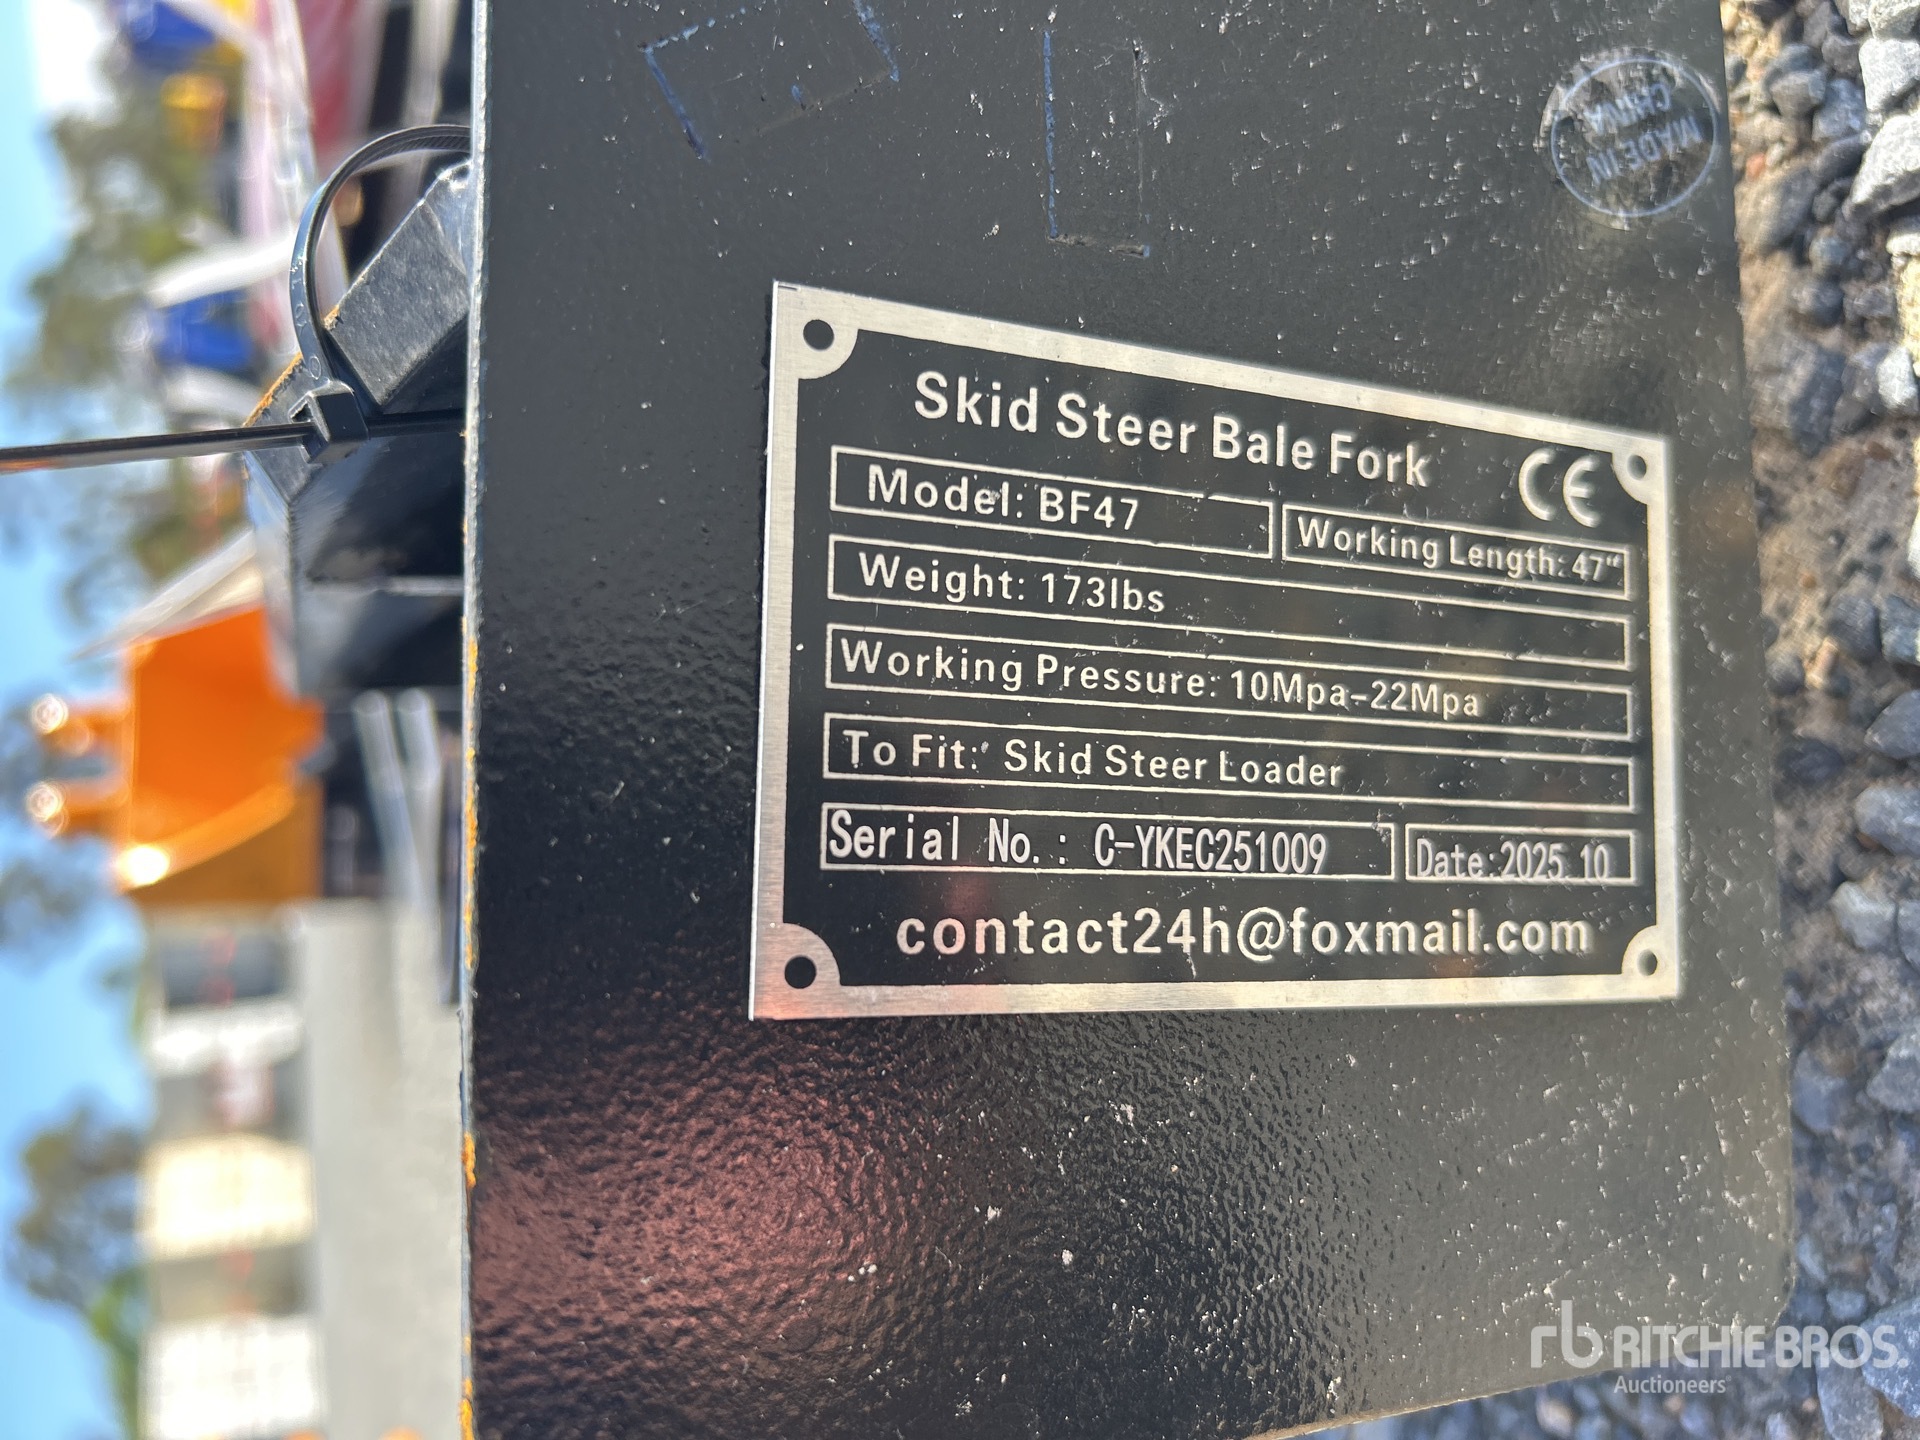 MADE IN
CHINA
Skid Steer Bale Fork
CE
Model: BF47
Working Length: 47"
Weight: 173lbs
Working Pressure: 10Mpa-22Mpa
To Fit: Skid Steer Loader
Serial No.: C-YKEC251009
Date:2025.10
contact24h@foxmail.com
rb RITCHIE BROS.
Auctioneers